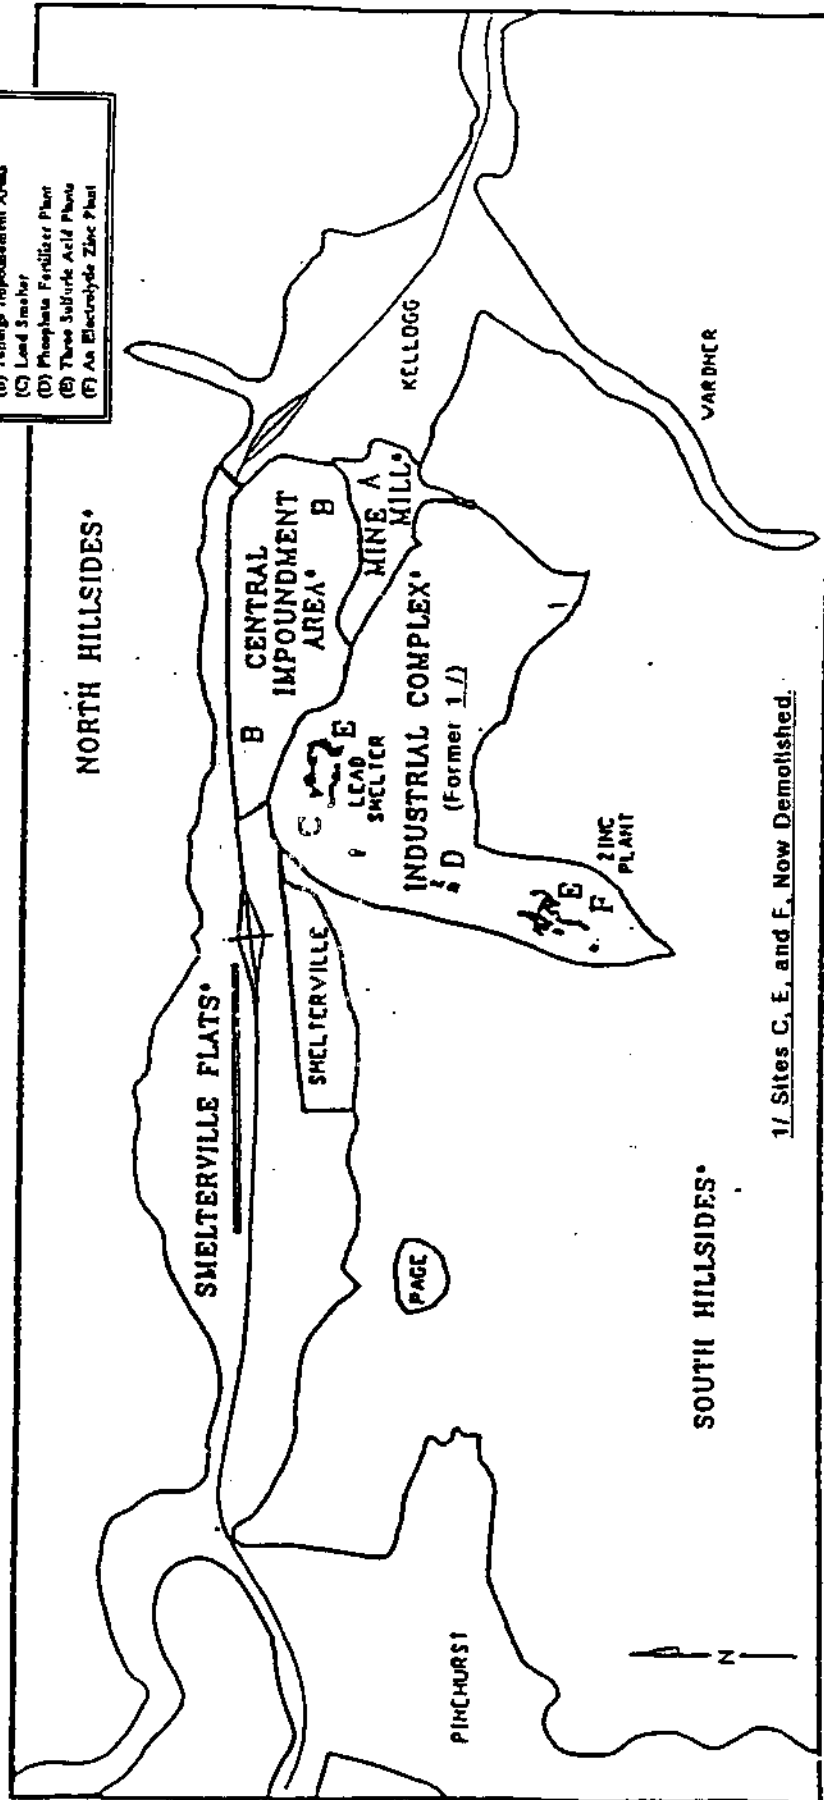 (C) Lead Smelter
(D) Phosphate Fertilizer Plant
(E) Three Sulfuric Acid Plants
(F) An Electrolytic Zinc Plant
NORTH HILLSIDES*
SMELTERVILLE FLATS*
CENTRAL
IMPOUNDMENT
AREA*
B
B
MINE A
MILL*
KELLOGG
C
E
LEAD
SMELTER
SMELTERVILLE
INDUSTRIAL COMPLEX*
D (Former 1/)
E
F
ZINC
PLANT
WARDNER
PAGE
PINEHURST
SOUTH HILLSIDES*
N
1/ Sites C, E, and F, Now Demolished.